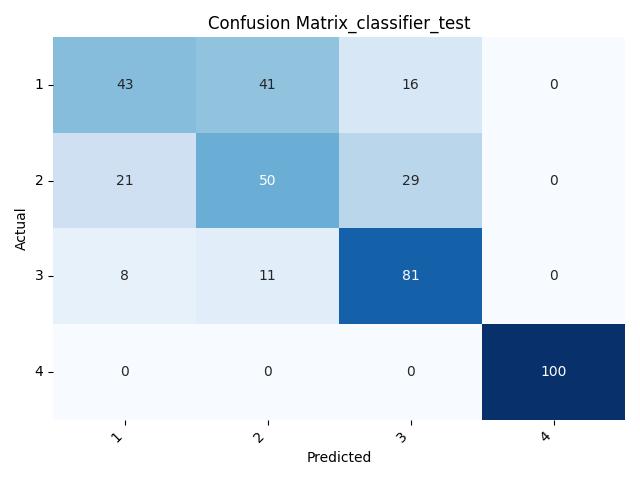 Confusion Matrix_classifier_test
Actual
1 43 41 16 0
2 21 50 29 0
3 8 11 81 0
4 0 0 0 100
1 2 3 4
Predicted